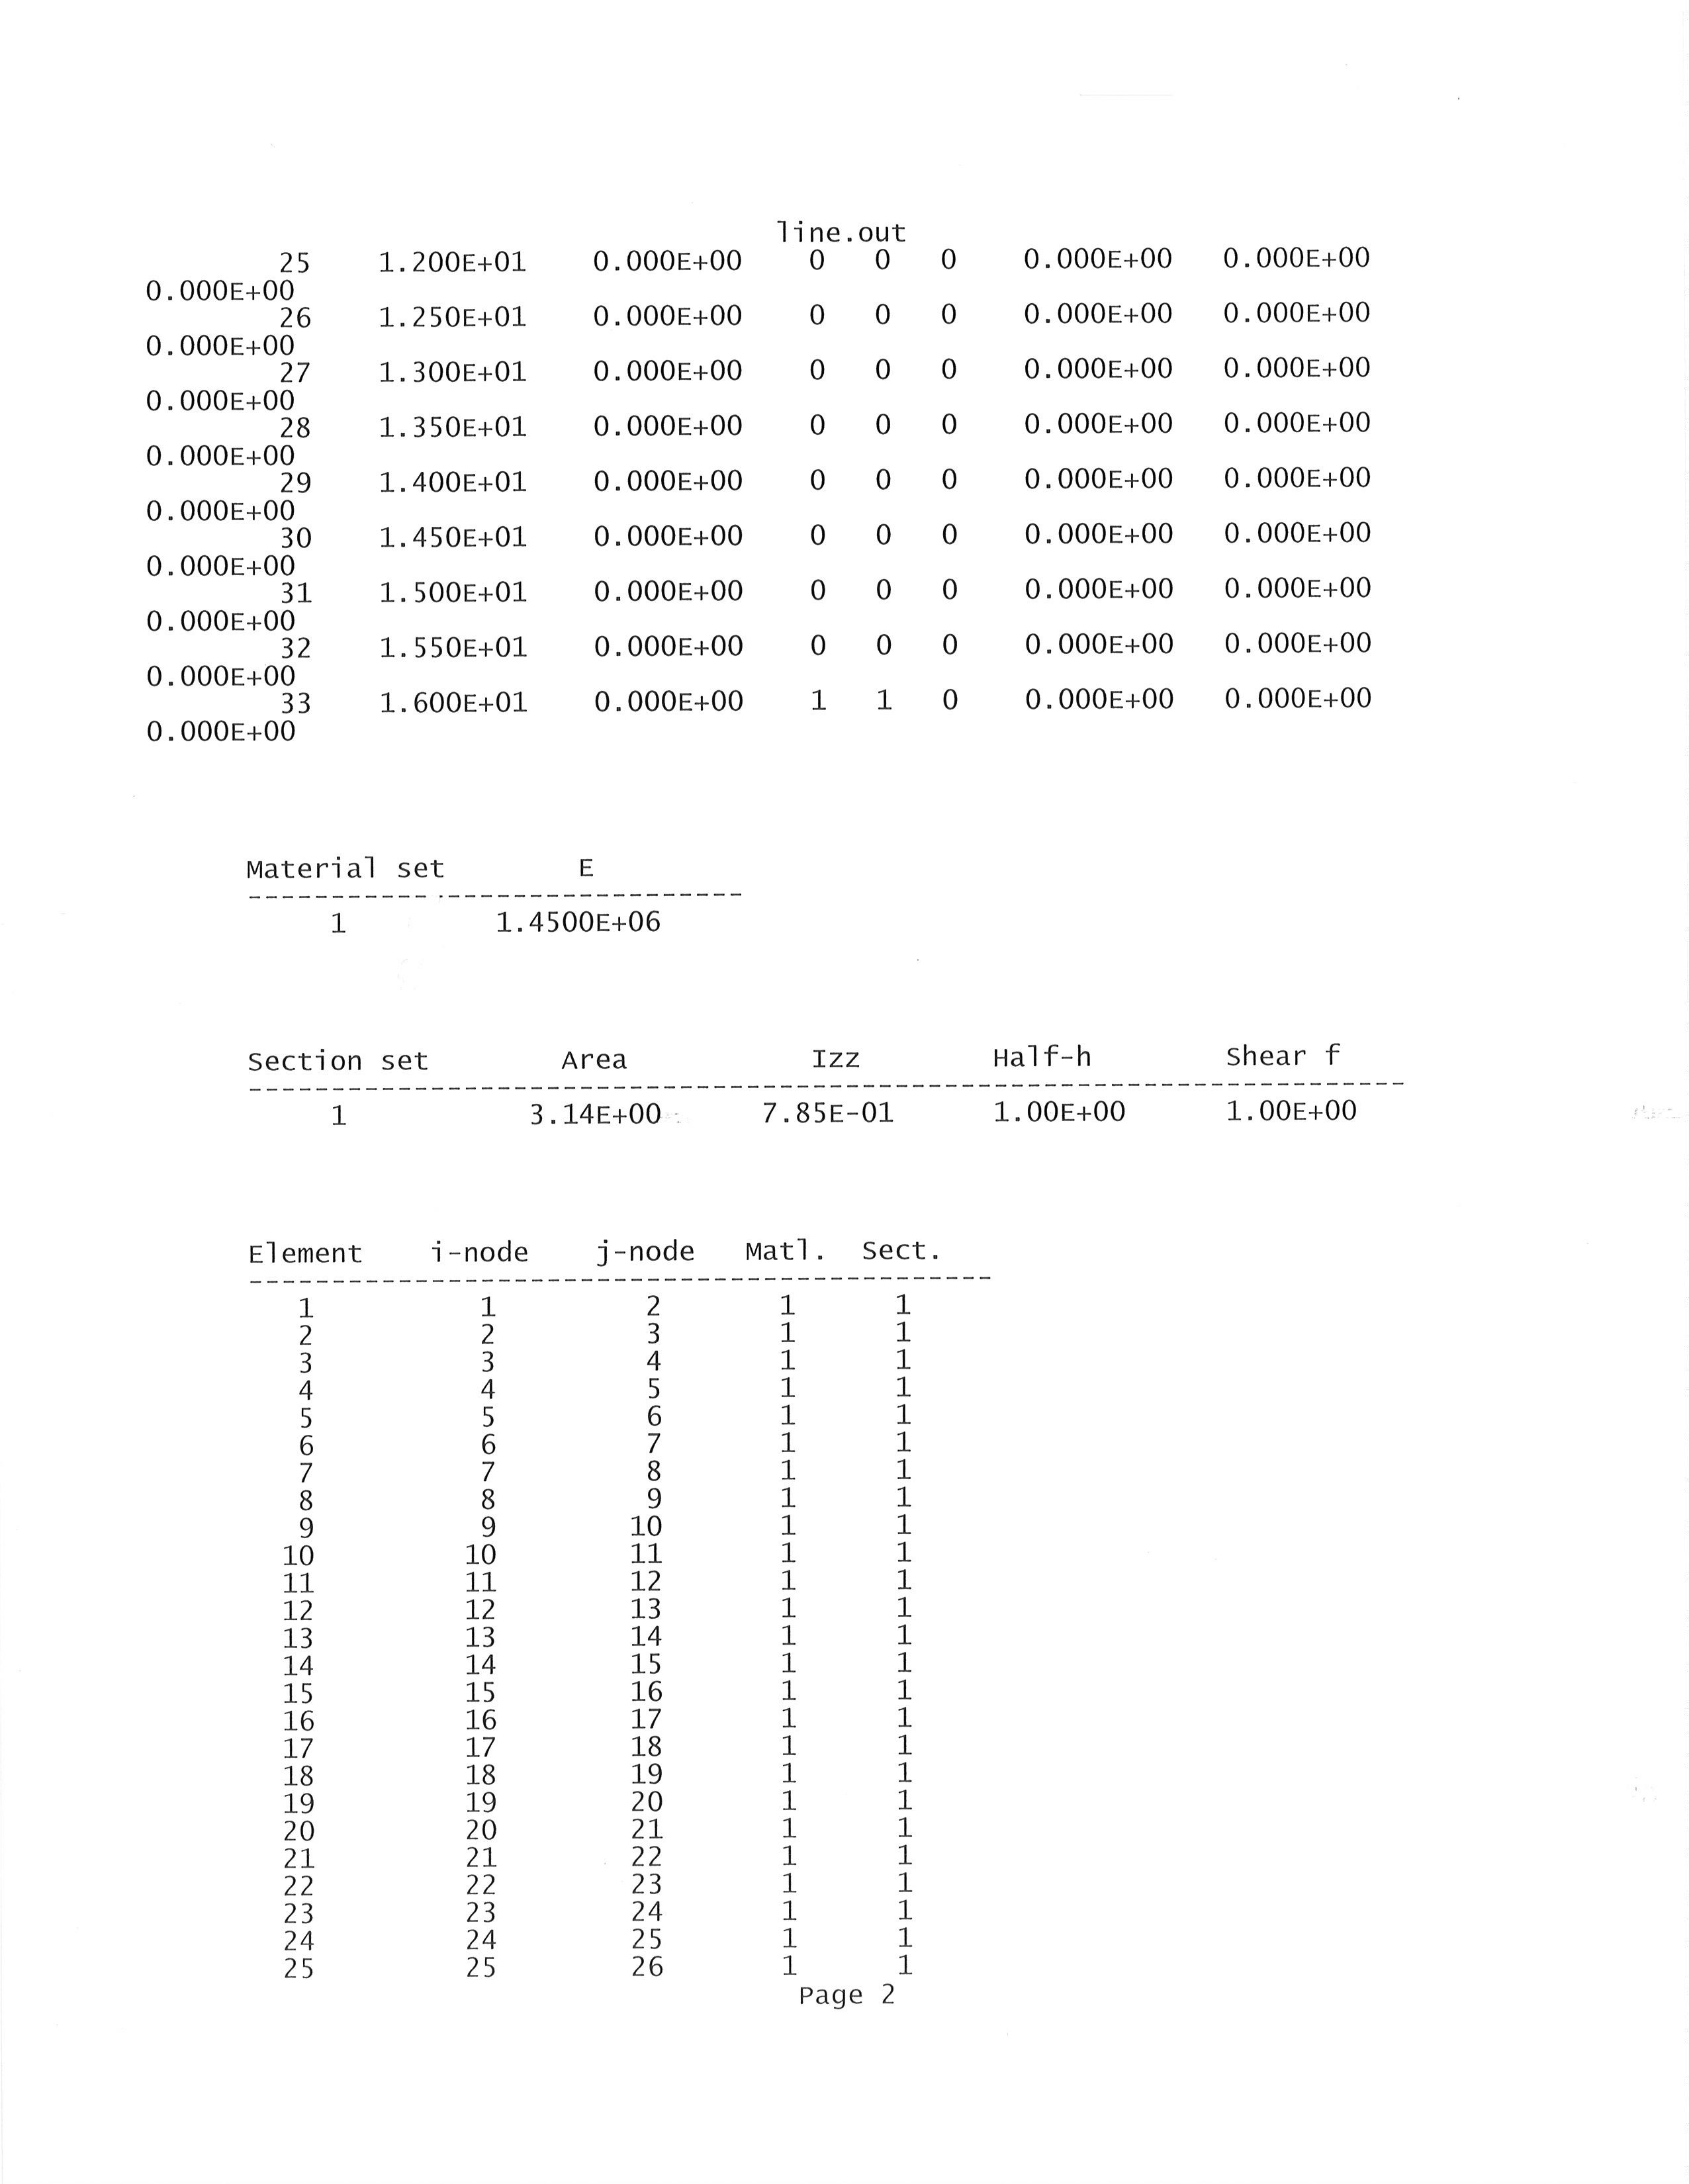 line.out
25 1.200E+01 0.000E+00 0 0 0 0.000E+00 0.000E+00
0.000E+00
26 1.250E+01 0.000E+00 0 0 0 0.000E+00 0.000E+00
0.000E+00
27 1.300E+01 0.000E+00 0 0 0 0.000E+00 0.000E+00
0.000E+00
28 1.350E+01 0.000E+00 0 0 0 0.000E+00 0.000E+00
0.000E+00
29 1.400E+01 0.000E+00 0 0 0 0.000E+00 0.000E+00
0.000E+00
30 1.450E+01 0.000E+00 0 0 0 0.000E+00 0.000E+00
0.000E+00
31 1.500E+01 0.000E+00 0 0 0 0.000E+00 0.000E+00
0.000E+00
32 1.550E+01 0.000E+00 0 0 0 0.000E+00 0.000E+00
0.000E+00
33 1.600E+01 0.000E+00 1 1 0 0.000E+00 0.000E+00
0.000E+00
Material set E
1 1.4500E+06
Section set Area Izz Half-h Shear f
1 3.14E+00 7.85E-01 1.00E+00 1.00E+00
Element i-node j-node Matl. Sect.
1 1 2 1 1
2 2 3 1 1
3 3 4 1 1
4 4 5 1 1
5 5 6 1 1
6 6 7 1 1
7 7 8 1 1
8 8 9 1 1
9 9 10 1 1
10 10 11 1 1
11 11 12 1 1
12 12 13 1 1
13 13 14 1 1
14 14 15 1 1
15 15 16 1 1
16 16 17 1 1
17 17 18 1 1
18 18 19 1 1
19 19 20 1 1
20 20 21 1 1
21 21 22 1 1
22 22 23 1 1
23 23 24 1 1
24 24 25 1 1
25 25 26 1 1
Page 2